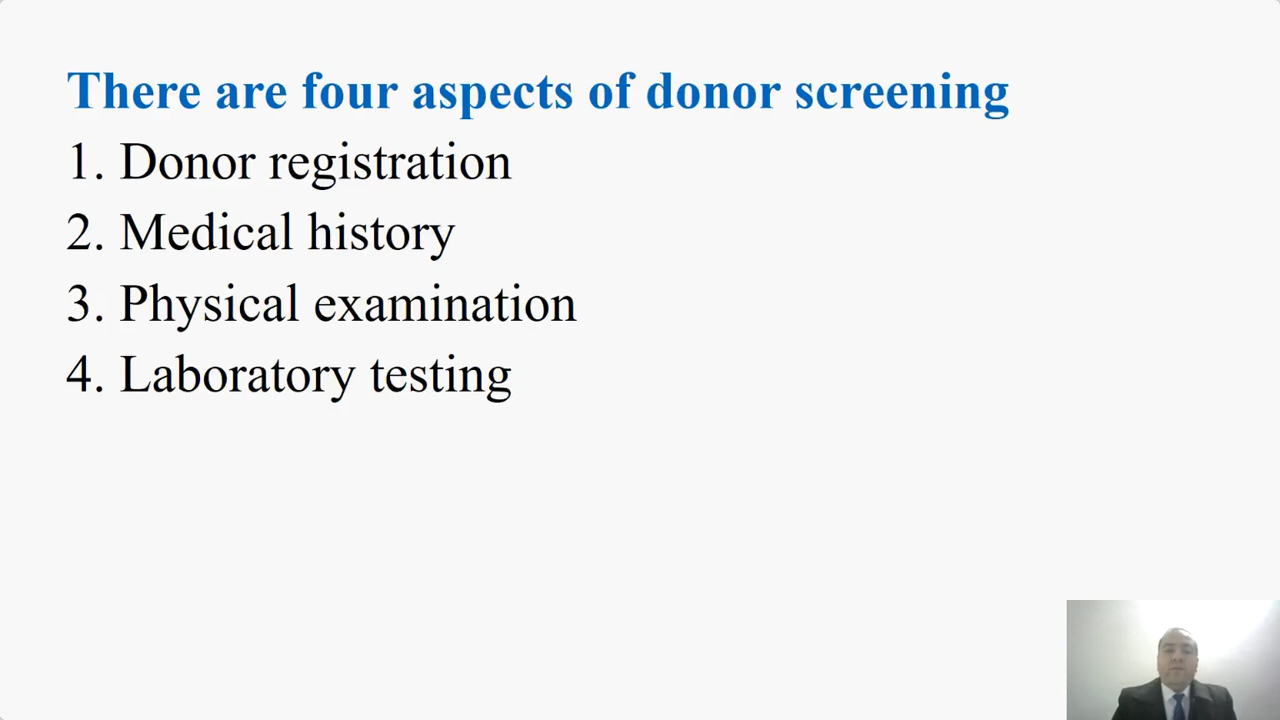 There are four aspects of donor screening
1. Donor registration
2. Medical history
3. Physical examination
4. Laboratory testing